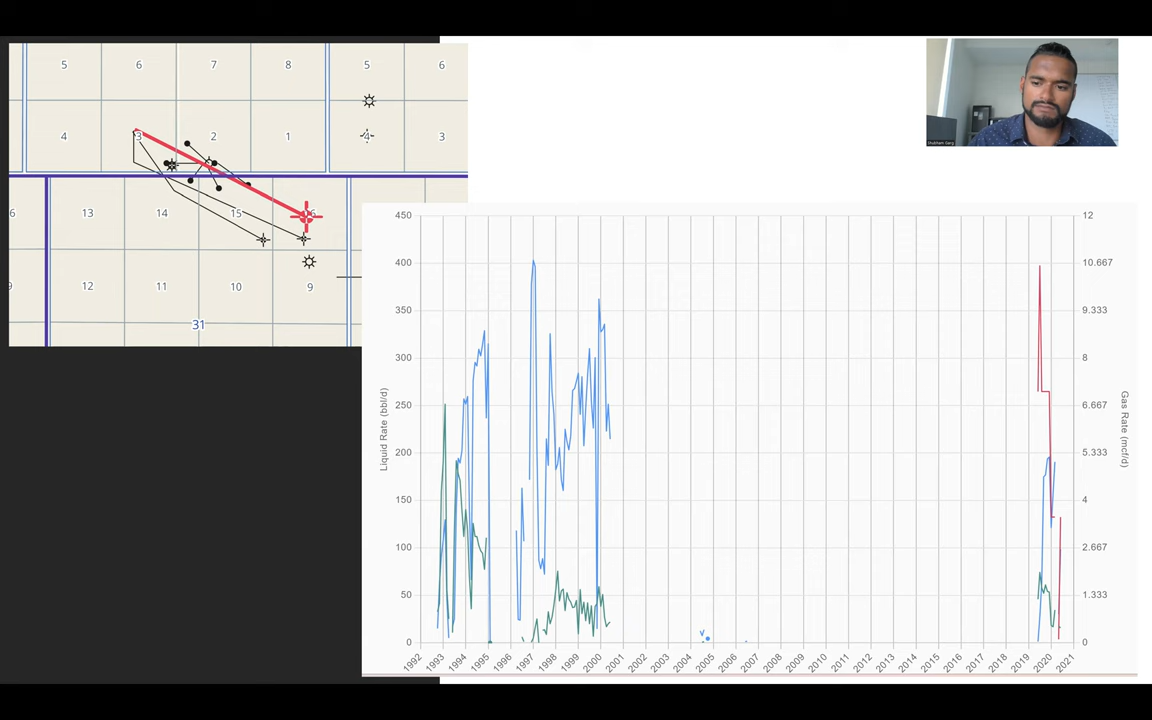 5 6 7 8 5 6
4 3 2 1 4 3
6 13 14 15 16
9 12 11 10 9
31
450 400 350 300 250 200 150 100 50 0
Liquid Rate (bbl/d)
12 10.667 9.333 8 6.667 5.333 4 2.667 1.333 0
Gas Rate (mcf/d)
1992 1993 1994 1995 1996 1997 1998 1999 2000 2001 2002 2003 2004 2005 2006 2007 2008 2009 2010 2011 2012 2013 2014 2015 2016 2017 2018 2019 2020 2021